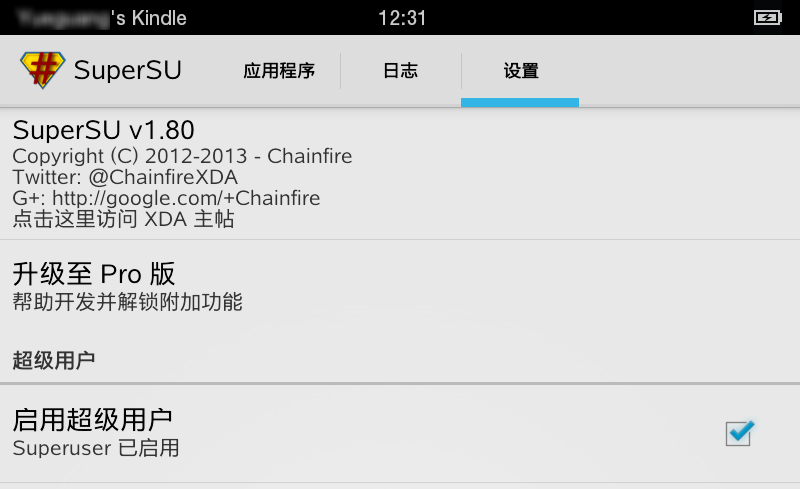 's Kindle
12:31
SuperSU
应用程序
日志
设置
SuperSU v1.80
Copyright (C) 2012-2013 - Chainfire
Twitter: @ChainfireXDA
G+: http://google.com/+Chainfire
点击这里访问 XDA 主帖
升级至 Pro 版
帮助开发并解锁附加功能
超级用户
启用超级用户
Superuser 已启用